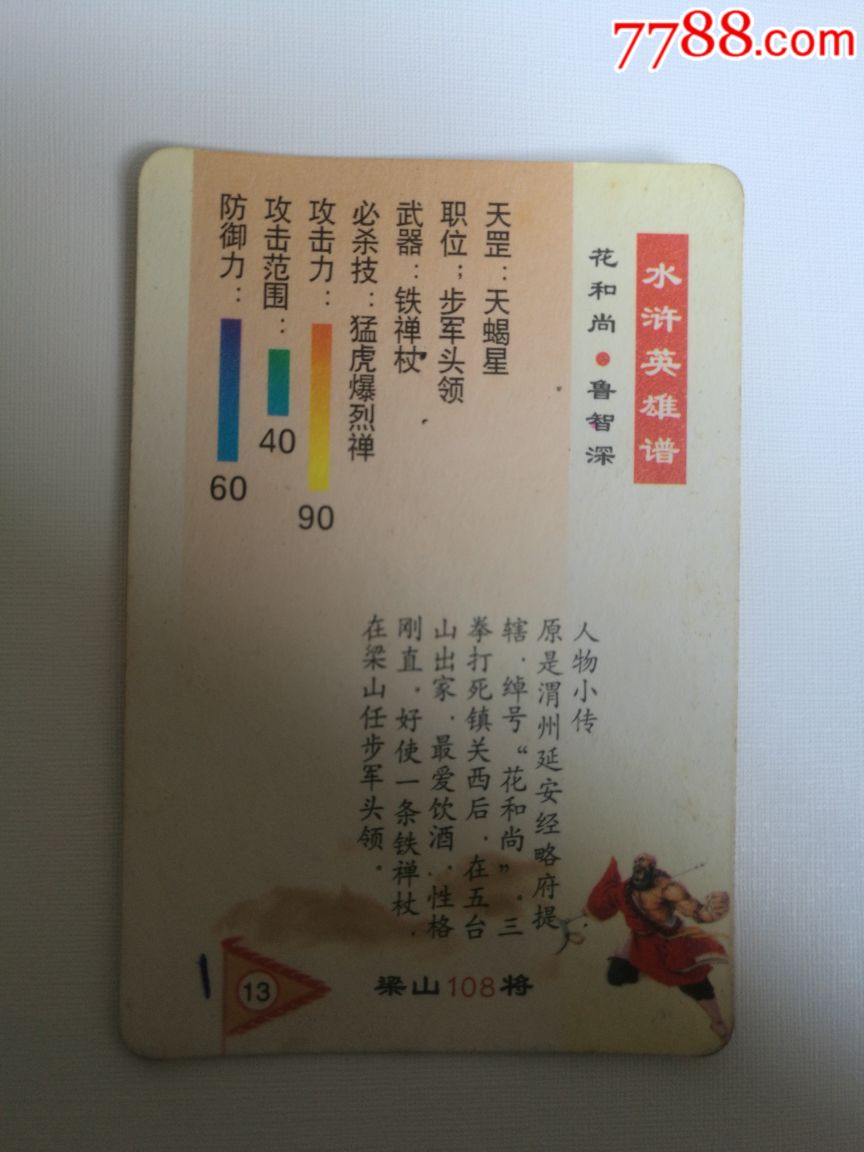 7788.com
水浒英雄谱
花和尚•鲁智深
天罡：天蝎星
职位；步军头领
武器：铁禅杖
必杀技：猛虎爆烈禅
攻击力：
90
攻击范围：
40
防御力：
60
人物小传
原是渭州延安经略府提
辖．绰号“花和尚”．三
拳打死镇关西后．在五台
山出家．最爱饮酒．性格
刚直．好使一条铁禅杖．
在梁山任步军头领．
1
13
梁山108将